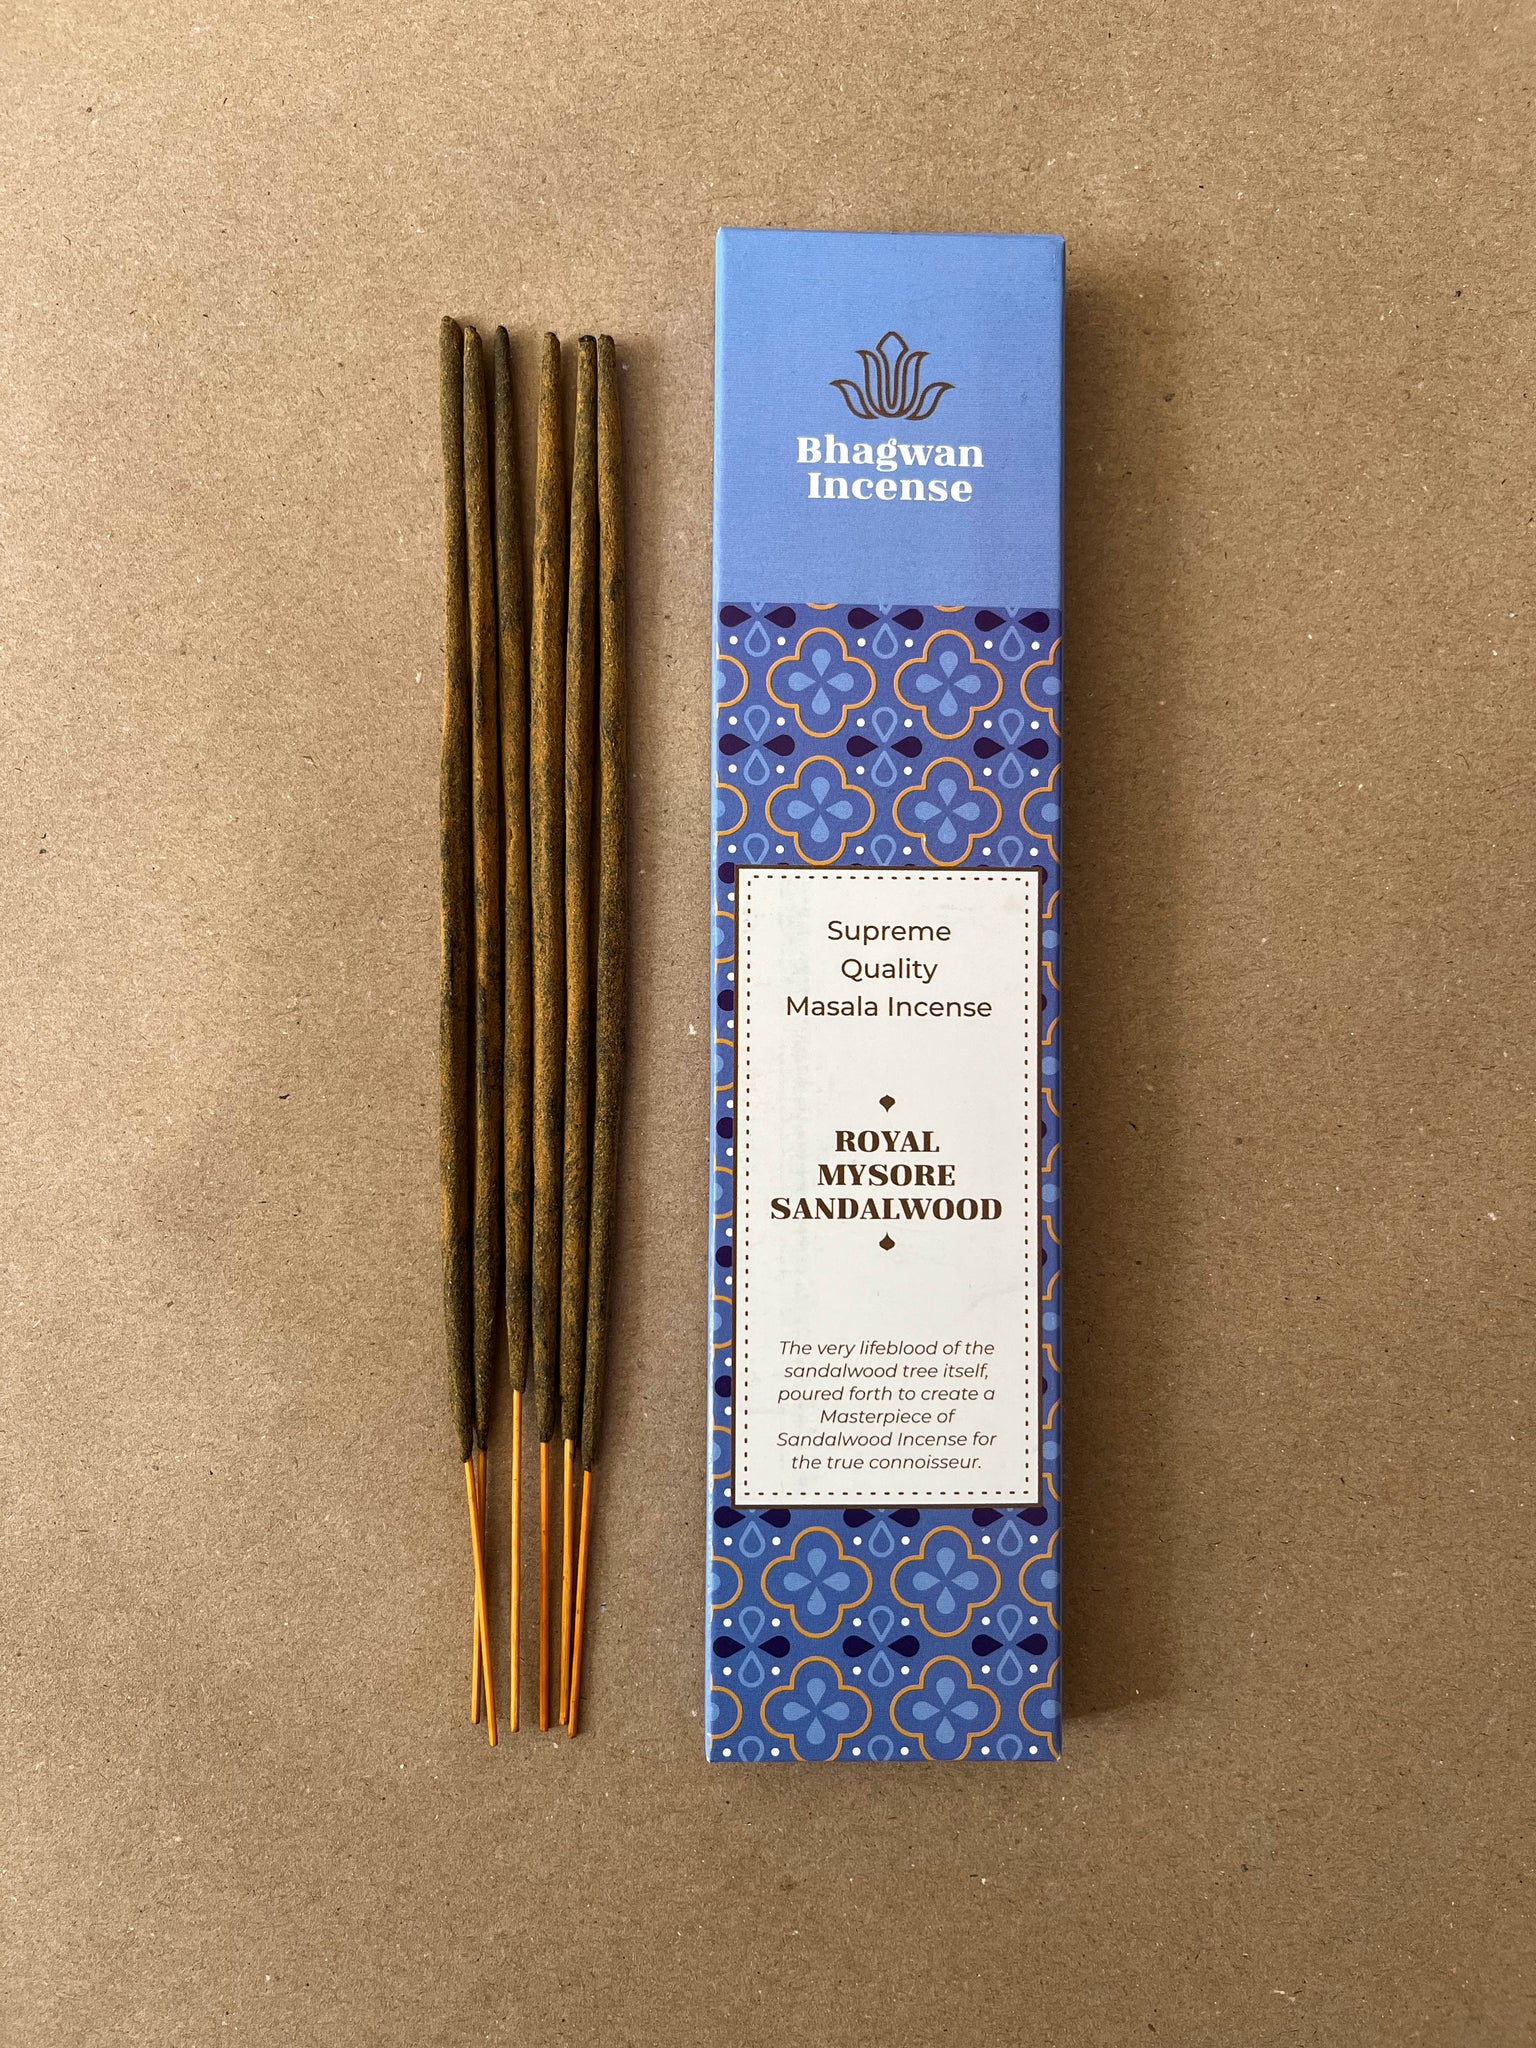 Bhagwan
Incense
Supreme
Quality
Masala Incense
ROYAL
MYSORE
SANDALWOOD
The very lifeblood of the
sandalwood tree itself,
poured forth to create a
Masterpiece of
Sandalwood Incense for
the true connoisseur.